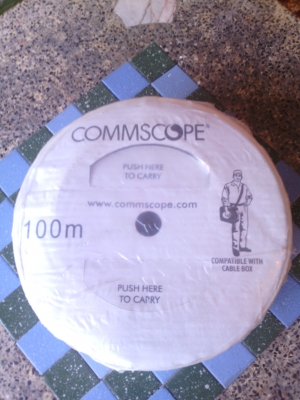 COMMSCOPE®
PUSH HERE
TO CARRY
www.commscope.com
100m
COMPATIBLE WITH
CABLE BOX
PUSH HERE
TO CARRY